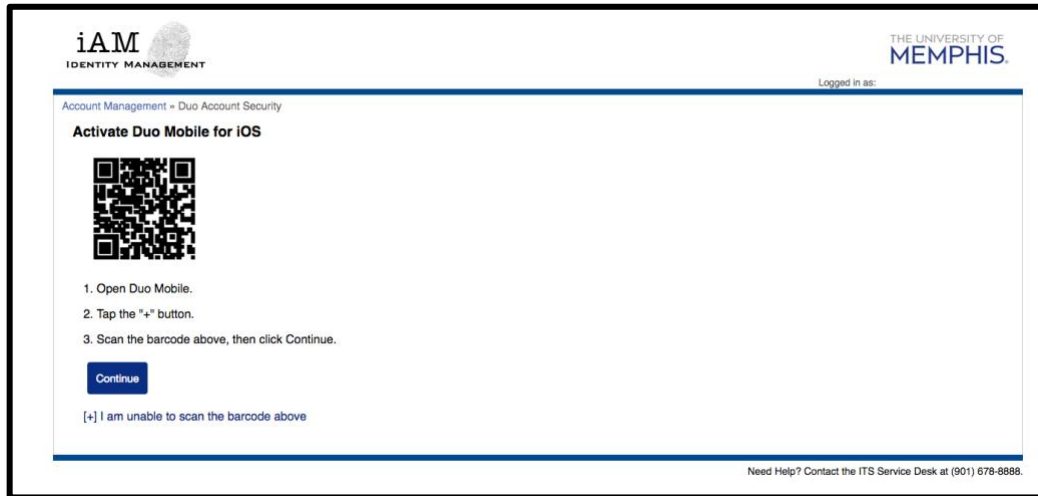 iAM
IDENTITY MANAGEMENT
THE UNIVERSITY OF
MEMPHIS.
Logged in as:
Account Management » Duo Account Security
Activate Duo Mobile for iOS
1. Open Duo Mobile.
2. Tap the "+" button.
3. Scan the barcode above, then click Continue.
Continue
[+] I am unable to scan the barcode above
Need Help? Contact the ITS Service Desk at (901) 678-8888.